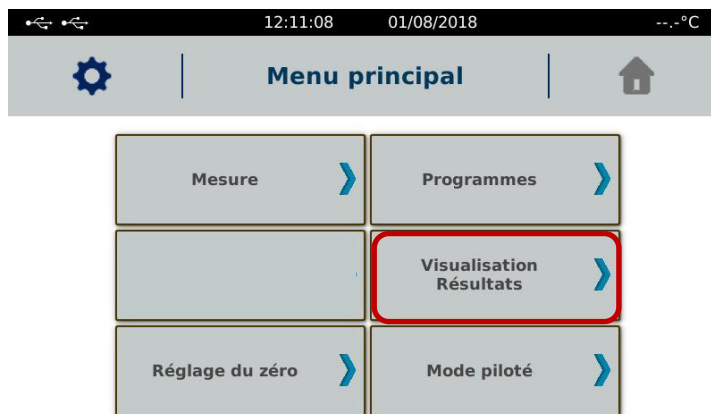 12:11:08 01/08/2018 --.-°C
Menu principal
Mesure
Programmes
Visualisation
Résultats
Réglage du zéro
Mode piloté